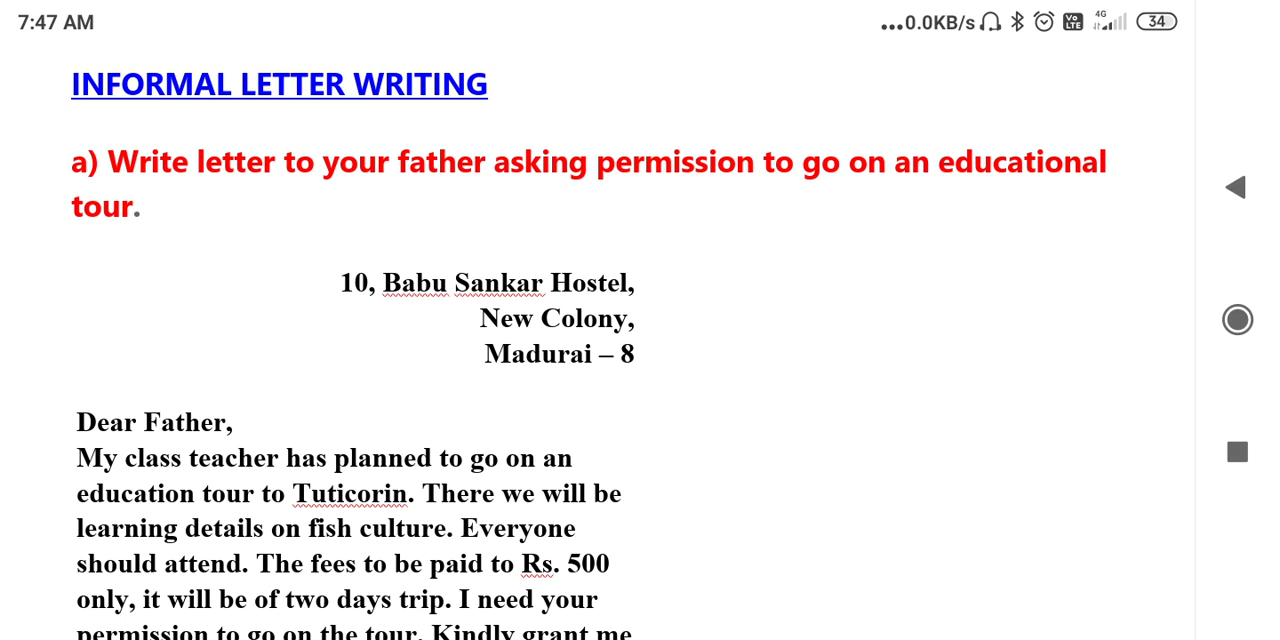 7:47 AM
...0.0KB/s
Vo LTE
4G
34
INFORMAL LETTER WRITING
a) Write letter to your father asking permission to go on an educational
tour.
10, Babu Sankar Hostel,
New Colony,
Madurai – 8
Dear Father,
My class teacher has planned to go on an
education tour to Tuticorin. There we will be
learning details on fish culture. Everyone
should attend. The fees to be paid to Rs. 500
only, it will be of two days trip. I need your
permission to go on the tour. Kindly grant me